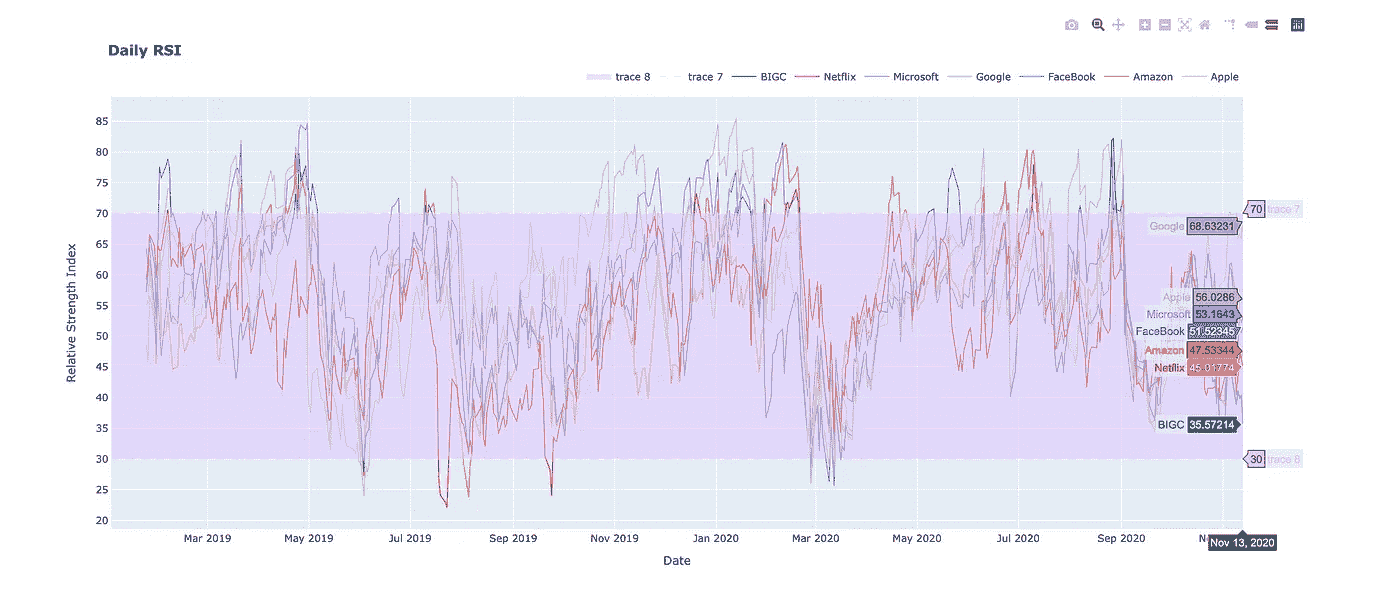 Daily RSI
trace 8 trace 7 BIGC Netflix Microsoft Google FaceBook Amazon Apple
85
80
75
70
65
60
55
50
45
40
35
30
25
20
Relative Strength Index
70 trace 7
Google 68.63231
Apple 56.0286
Microsoft 53.1643
FaceBook 51.52345
Amazon 47.53344
Netflix 45.01774
BIGC 35.57214
30 trace 8
Mar 2019 May 2019 Jul 2019 Sep 2019 Nov 2019 Jan 2020 Mar 2020 May 2020 Jul 2020 Sep 2020
Nov 13, 2020
Date